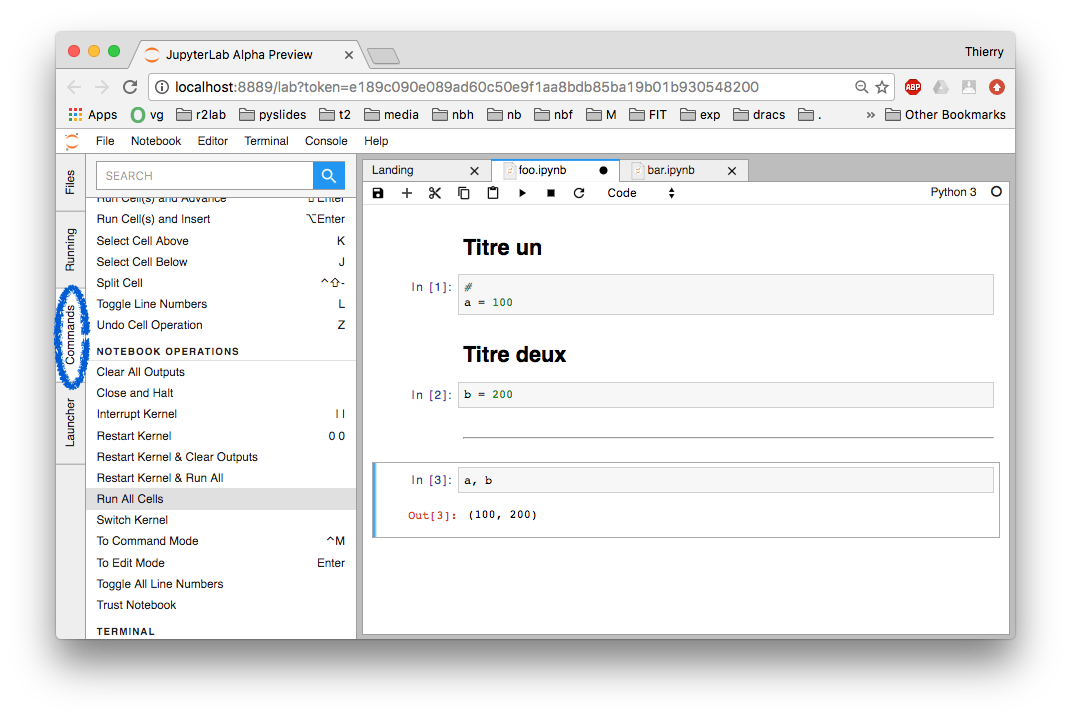 JupyterLab Alpha Preview
Thierry
localhost:8889/lab?token=e189c090e089ad60c50e9f1aa8bdb85ba19b01b930548200
ABP
Apps vg r2lab pyslides t2 media nbh nb nbf M FIT exp dracs . » Other Bookmarks
File Notebook Editor Terminal Console Help
Files
Running
Commands
Launcher
SEARCH
Run Cell(s) and Advance ⇧Enter
Run Cell(s) and Insert ⌥Enter
Select Cell Above K
Select Cell Below J
Split Cell ^⇧-
Toggle Line Numbers L
Undo Cell Operation Z
NOTEBOOK OPERATIONS
Clear All Outputs
Close and Halt
Interrupt Kernel I I
Restart Kernel 0 0
Restart Kernel & Clear Outputs
Restart Kernel & Run All
Run All Cells
Switch Kernel
To Command Mode ^M
To Edit Mode Enter
Toggle All Line Numbers
Trust Notebook
TERMINAL
Landing foo.ipynb bar.ipynb
Code Python 3
Titre un
In [1]: #
a = 100
Titre deux
In [2]: b = 200
In [3]: a, b
Out[3]: (100, 200)